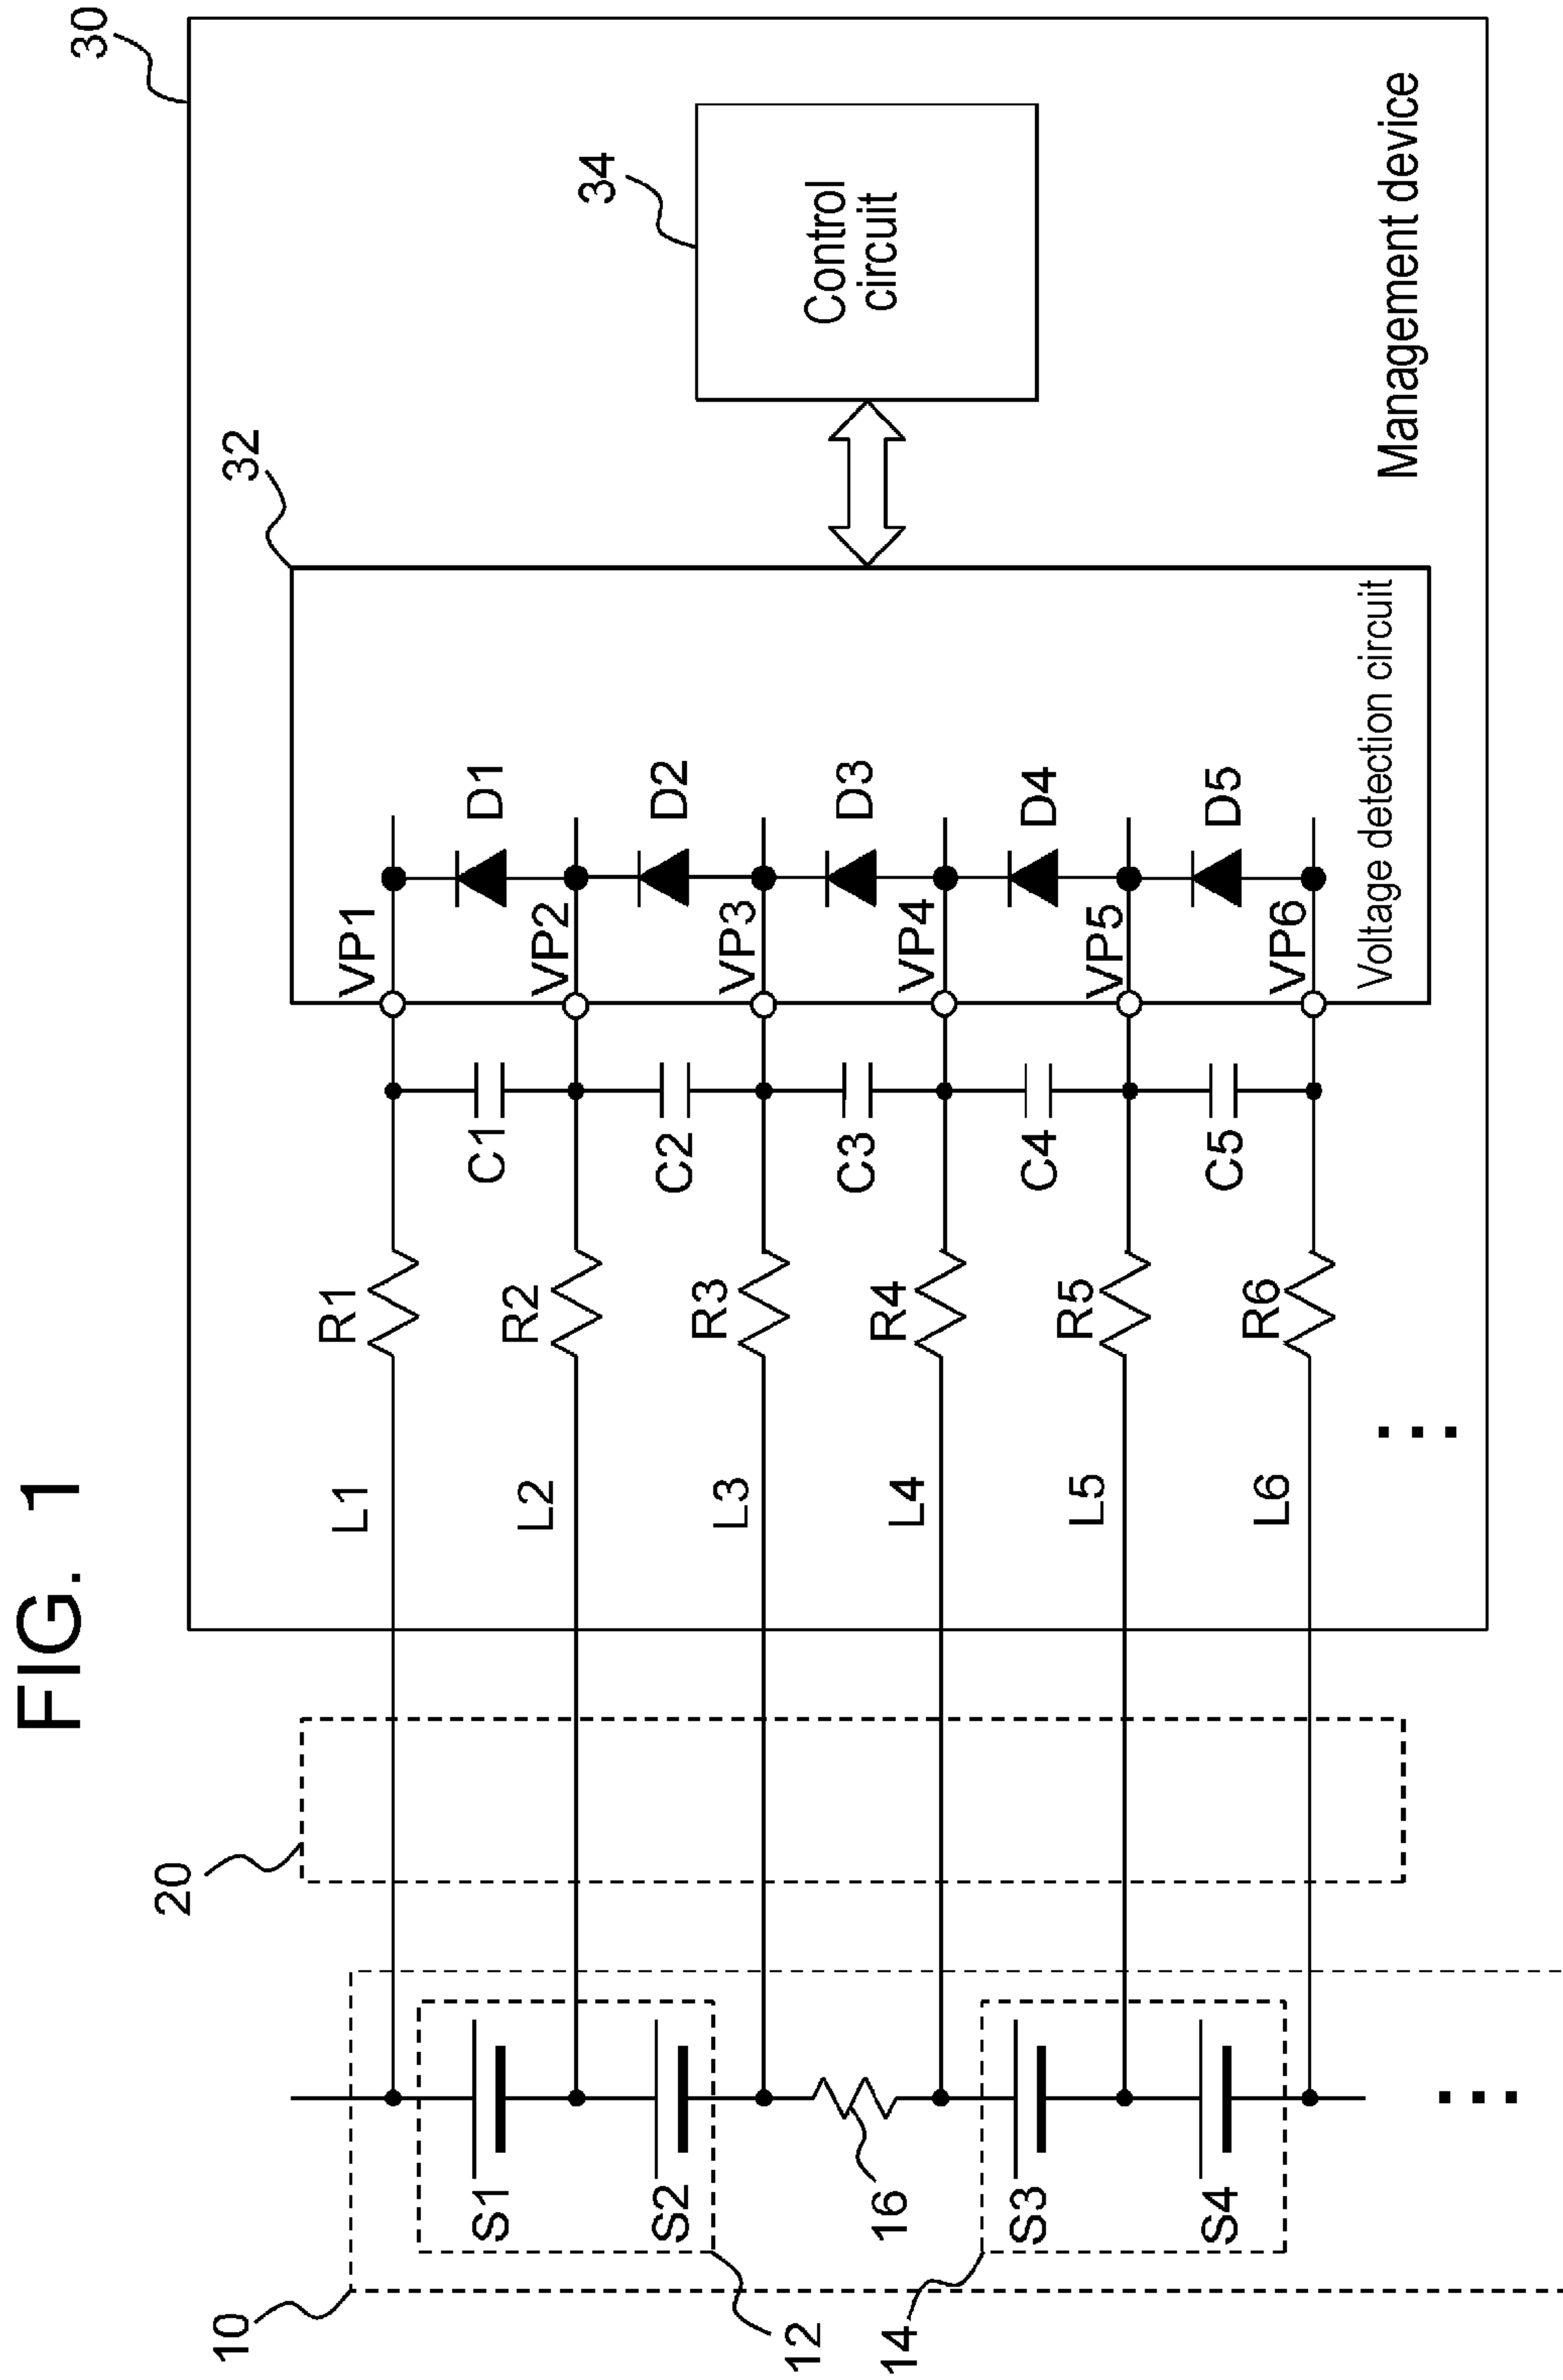 FIG. 1
30
32
34
Control
circuit
Management device
Voltage detection circuit
VP1
D1
VP2
D2
VP3
D3
VP4
D4
VP5
D5
VP6
C1
C2
C3
C4
C5
R1
R2
R3
R4
R5
R6
L1
L2
L3
L4
L5
L6
20
10
S1
S2
12
16
14
S3
S4